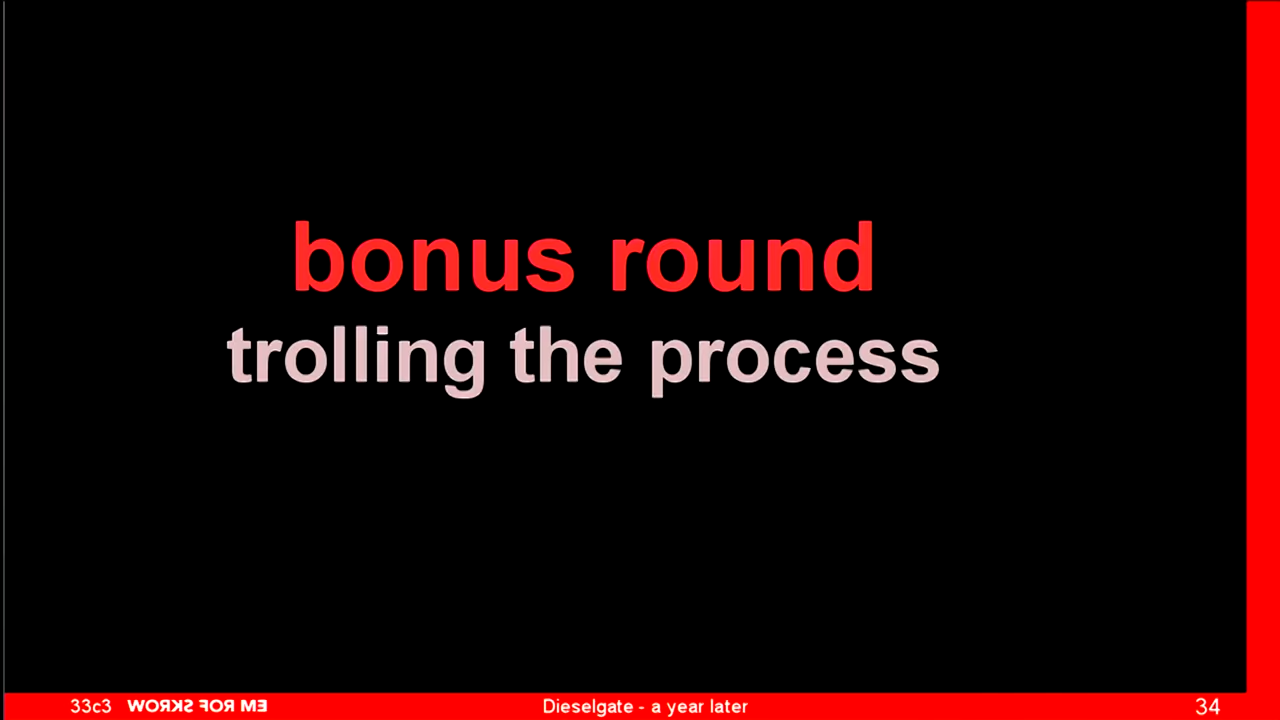 bonus round
trolling the process
33c3 WORKS FOR ME
Dieselgate - a year later
34